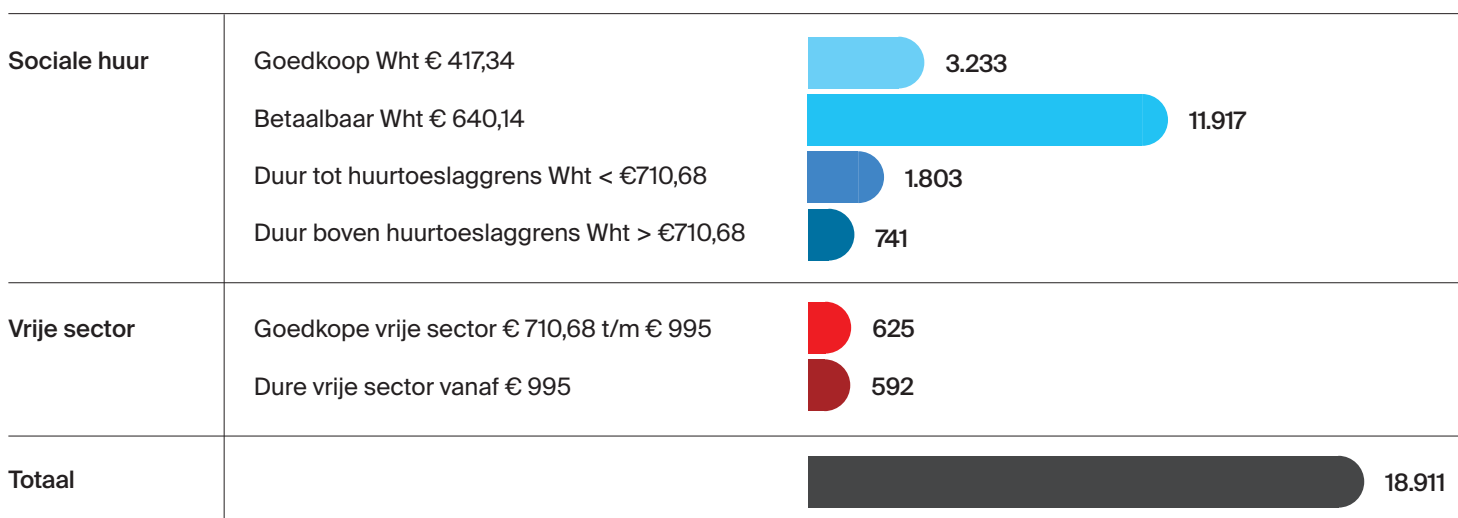 Sociale huur
Goedkoop Wht € 417,34
3.233
Betaalbaar Wht € 640,14
11.917
Duur tot huurtoeslaggrens Wht < €710,68
1.803
Duur boven huurtoeslaggrens Wht > €710,68
741
Vrije sector
Goedkope vrije sector € 710,68 t/m € 995
625
Dure vrije sector vanaf € 995
592
Totaal
18.911